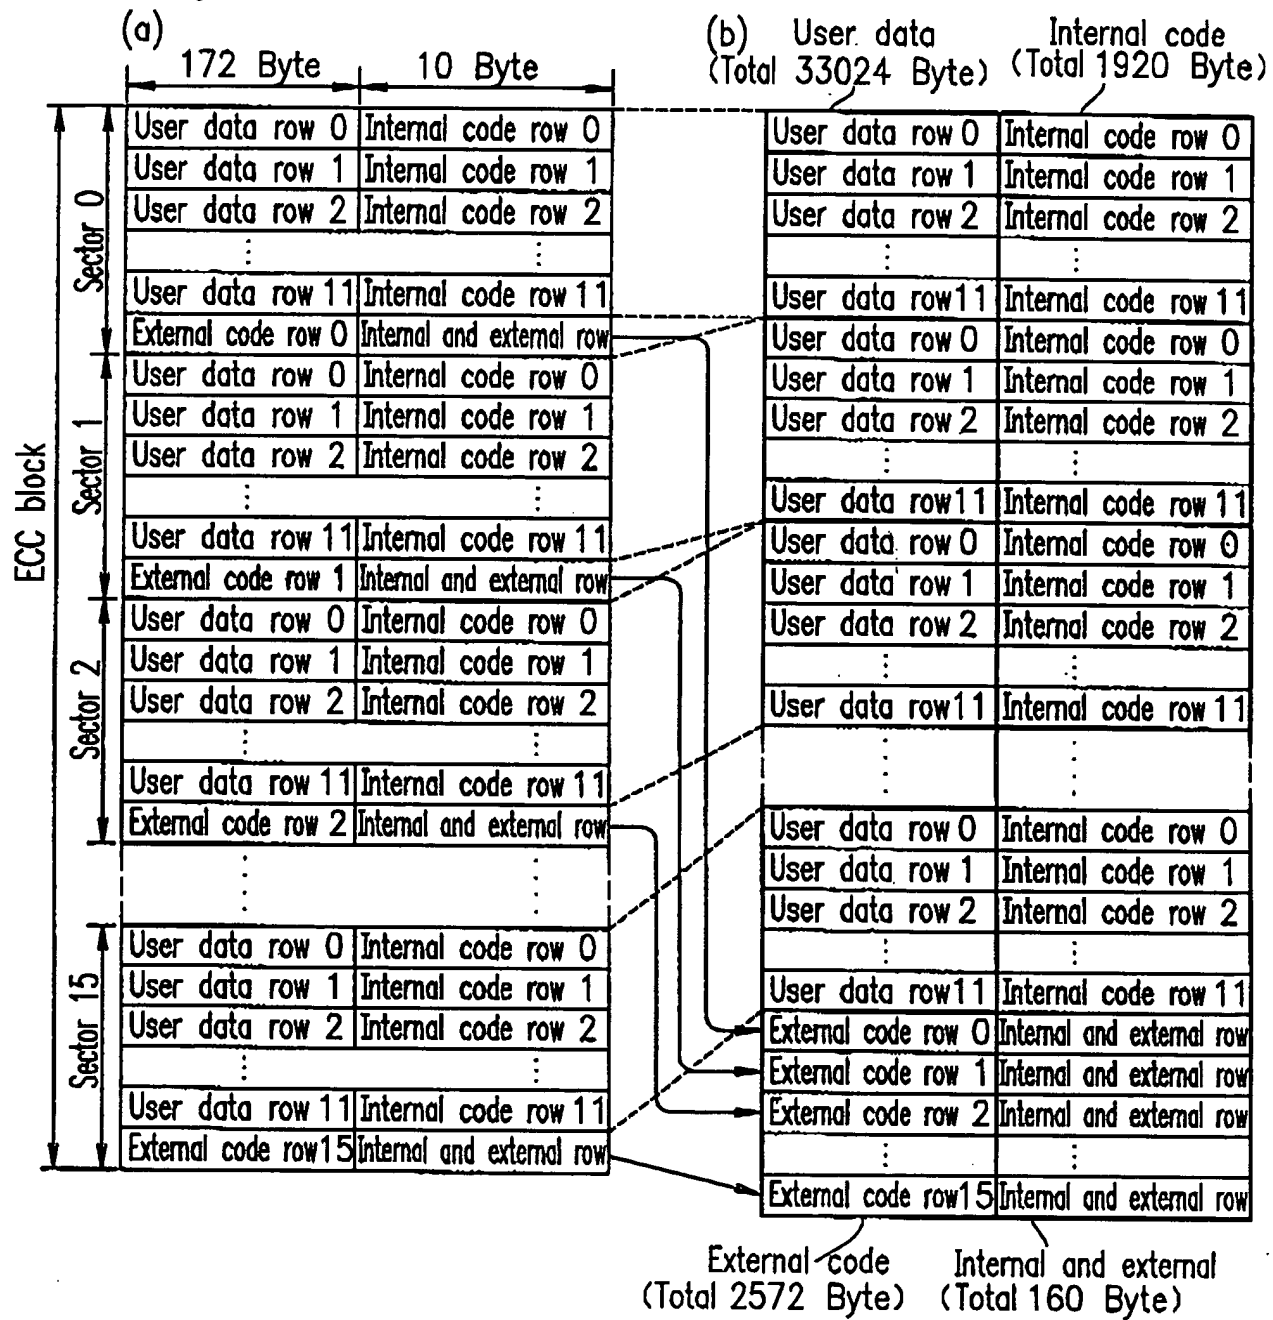 (a)
172 Byte
10 Byte
ECC block
Sector 0
User data row 0 Internal code row 0
User data row 1 Internal code row 1
User data row 2 Internal code row 2
⋮ ⋮
User data row 11 Internal code row 11
External code row 0 Internal and external row
Sector 1
User data row 0 Internal code row 0
User data row 1 Internal code row 1
User data row 2 Internal code row 2
⋮ ⋮
User data row 11 Internal code row 11
External code row 1 Internal and external row
Sector 2
User data row 0 Internal code row 0
User data row 1 Internal code row 1
User data row 2 Internal code row 2
⋮ ⋮
User data row 11 Internal code row 11
External code row 2 Internal and external row
⋮ ⋮
Sector 15
User data row 0 Internal code row 0
User data row 1 Internal code row 1
User data row 2 Internal code row 2
⋮ ⋮
User data row 11 Internal code row 11
External code row 15 Internal and external row
(b)
User data
(Total 33024 Byte)
Internal code
(Total 1920 Byte)
User data row 0 Internal code row 0
User data row 1 Internal code row 1
User data row 2 Internal code row 2
⋮ ⋮
User data row 11 Internal code row 11
User data row 0 Internal code row 0
User data row 1 Internal code row 1
User data row 2 Internal code row 2
⋮ ⋮
User data row 11 Internal code row 11
User data row 0 Internal code row 0
User data row 1 Internal code row 1
User data row 2 Internal code row 2
⋮ ⋮
User data row 11 Internal code row 11
⋮ ⋮
User data row 0 Internal code row 0
User data row 1 Internal code row 1
User data row 2 Internal code row 2
⋮ ⋮
User data row 11 Internal code row 11
External code row 0 Internal and external row
External code row 1 Internal and external row
External code row 2 Internal and external row
⋮ ⋮
External code row 15 Internal and external row
External code
(Total 2572 Byte)
Internal and external
(Total 160 Byte)